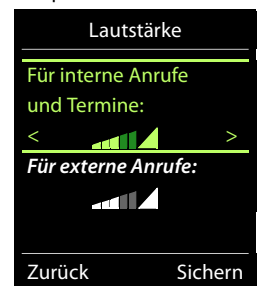 Lautstärke
Für interne Anrufe
und Termine:
< >
Für externe Anrufe:
Zurück Sichern